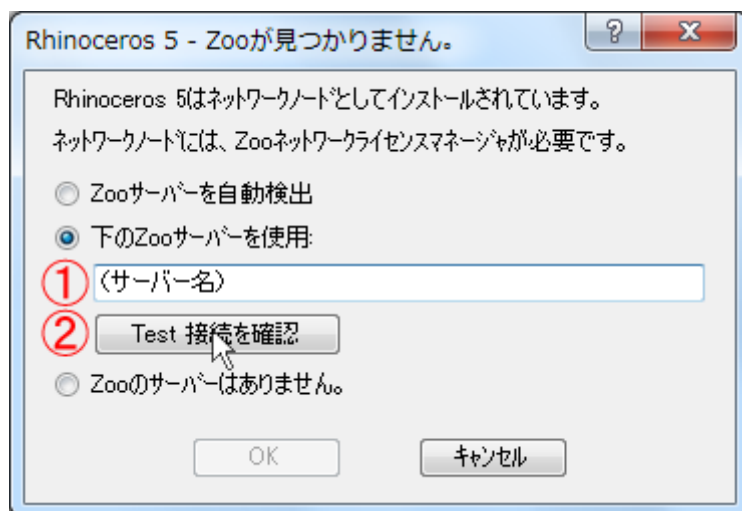 Rhinoceros 5 - Zooが見つかりません。
Rhinoceros 5はネットワークノードとしてインストールされています。
ネットワークノードには、Zooネットワークライセンスマネージャが必要です。
Zooサーバーを自動検出
下のZooサーバーを使用:
① (サーバー名)
② Test 接続を確認
Zooのサーバーはありません。
OK キャンセル